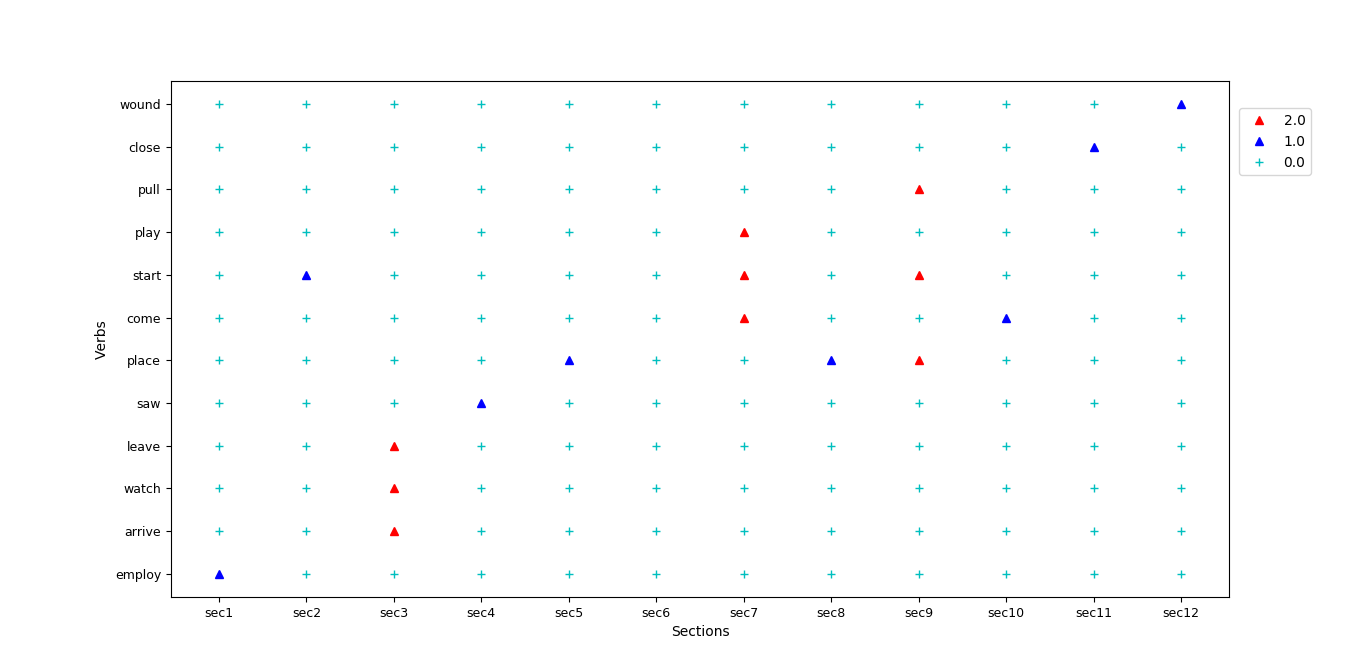 wound
close
pull
play
start
come
place
saw
leave
watch
arrive
employ
Verbs
sec1 sec2 sec3 sec4 sec5 sec6 sec7 sec8 sec9 sec10 sec11 sec12
Sections
2.0
1.0
0.0